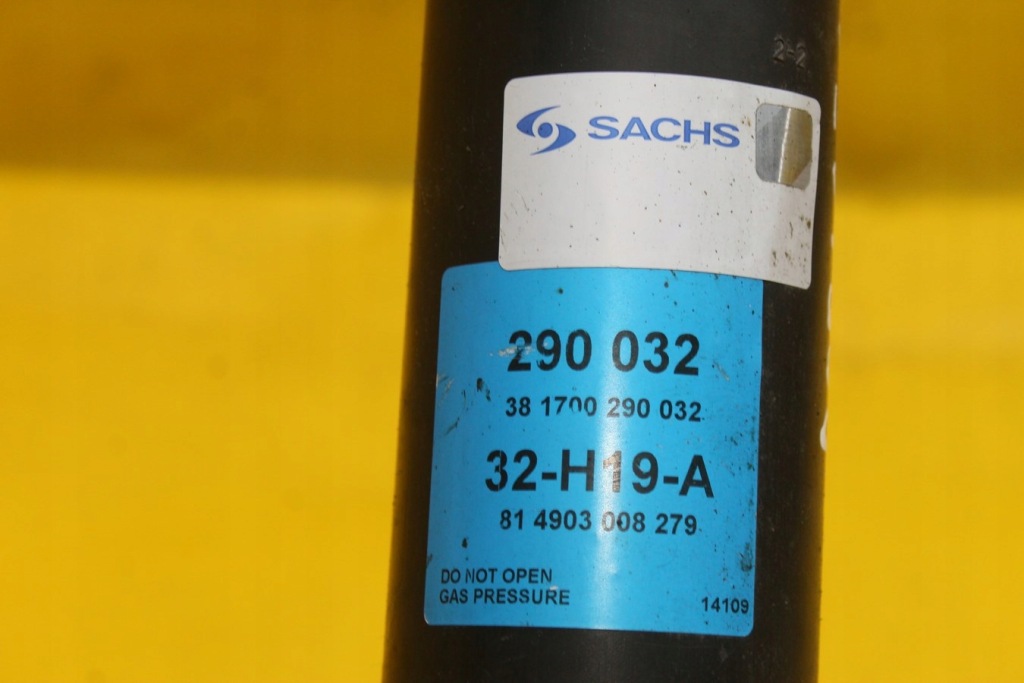 2-2
SACHS
290 032
38 1700 290 032
32-H19-A
81 4903 008 279
DO NOT OPEN
GAS PRESSURE
14109